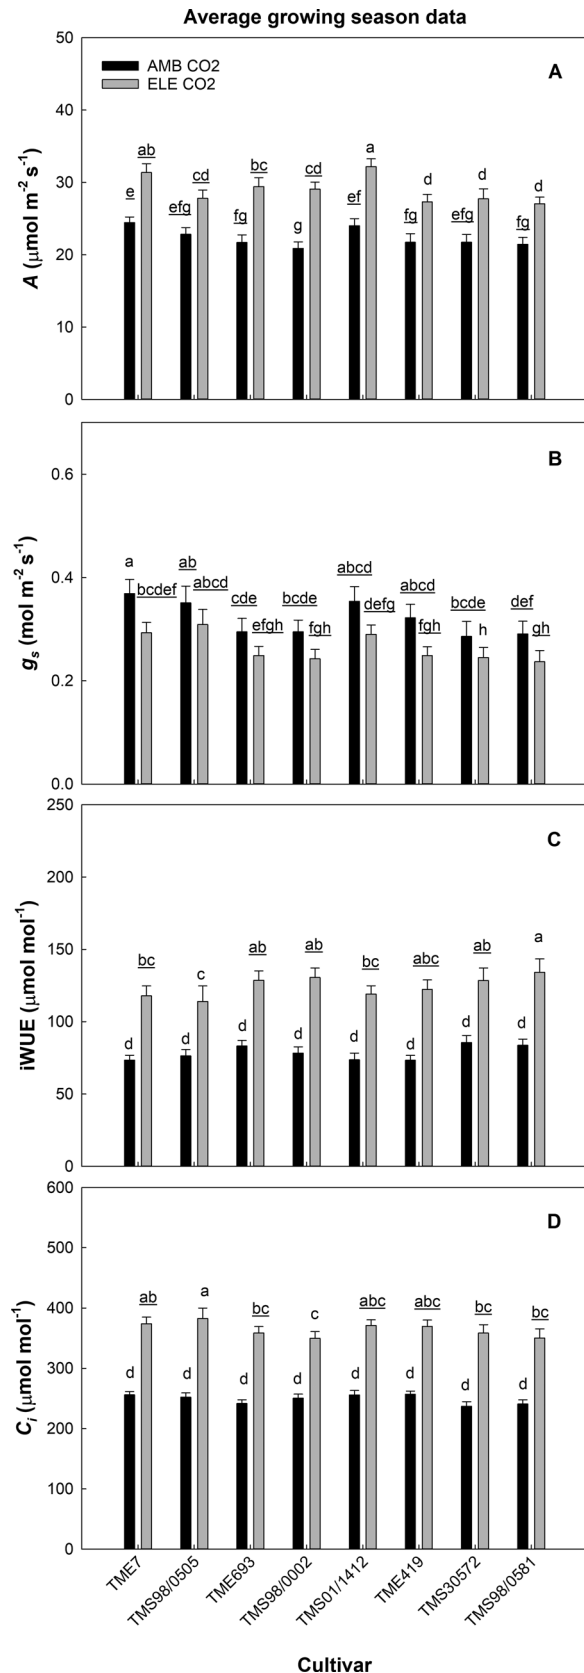 Average growing season data
50
AMB CO2
ELE CO2
A
40
A (μmol m-2 s-1)
30
20
10
0
e
ab
efg
cd
fg
bc
g
cd
ef
a
fg
d
efg
d
fg
d
B
gs (mol m-2 s-1)
0.6
0.4
0.2
0.0
a
bcdef
ab
abcd
cde
efgh
bcde
fgh
abcd
defg
abcd
fgh
bcde
h
def
gh
C
iWUE (μmol mol-1)
250
200
150
100
50
0
d
bc
d
c
d
ab
d
ab
d
bc
d
abc
d
ab
d
a
D
Ci (μmol mol-1)
600
500
400
300
200
100
0
d
ab
d
a
d
bc
d
c
d
abc
d
abc
d
bc
d
bc
TME7
TMS98/0505
TME693
TMS98/0002
TMS01/1412
TME419
TMS30572
TMS98/0581
Cultivar